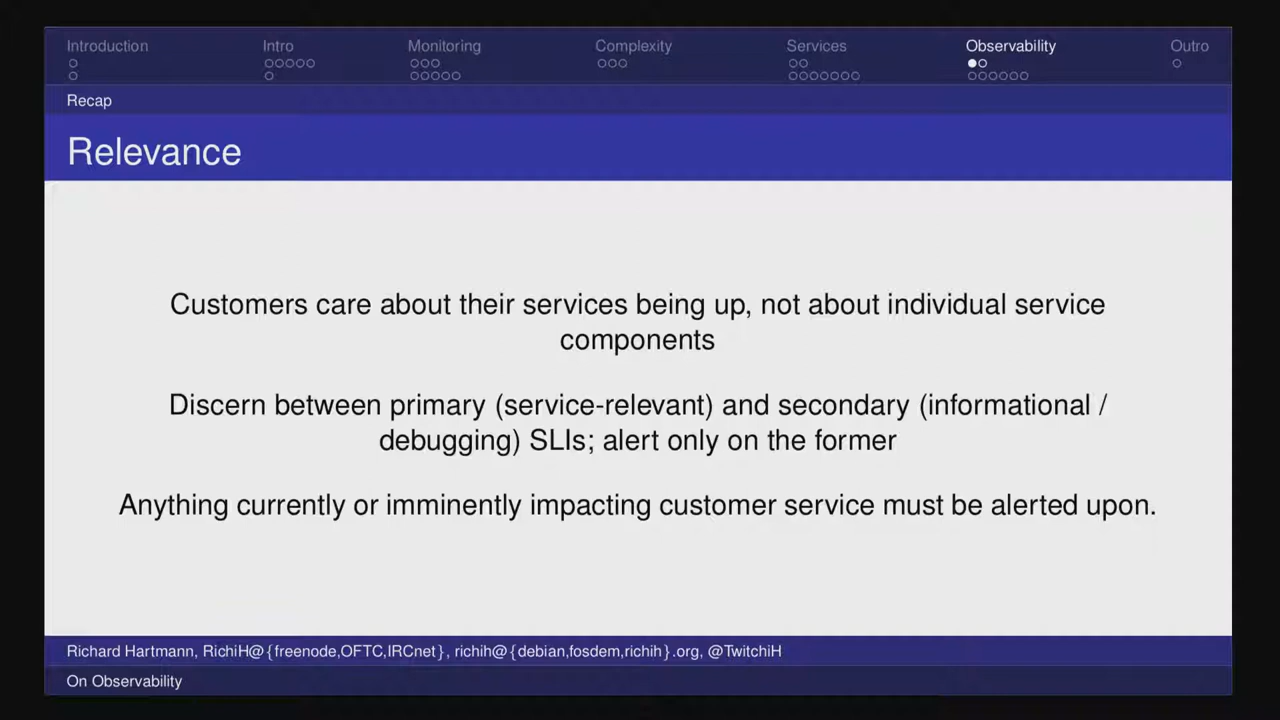 Introduction Intro Monitoring Complexity Services Observability Outro
Recap
Relevance
Customers care about their services being up, not about individual service
components
Discern between primary (service-relevant) and secondary (informational /
debugging) SLIs; alert only on the former
Anything currently or imminently impacting customer service must be alerted upon.
Richard Hartmann, RichiH@{freenode,OFTC,IRCnet}, richih@{debian,fosdem,richih}.org, @TwitchiH
On Observability